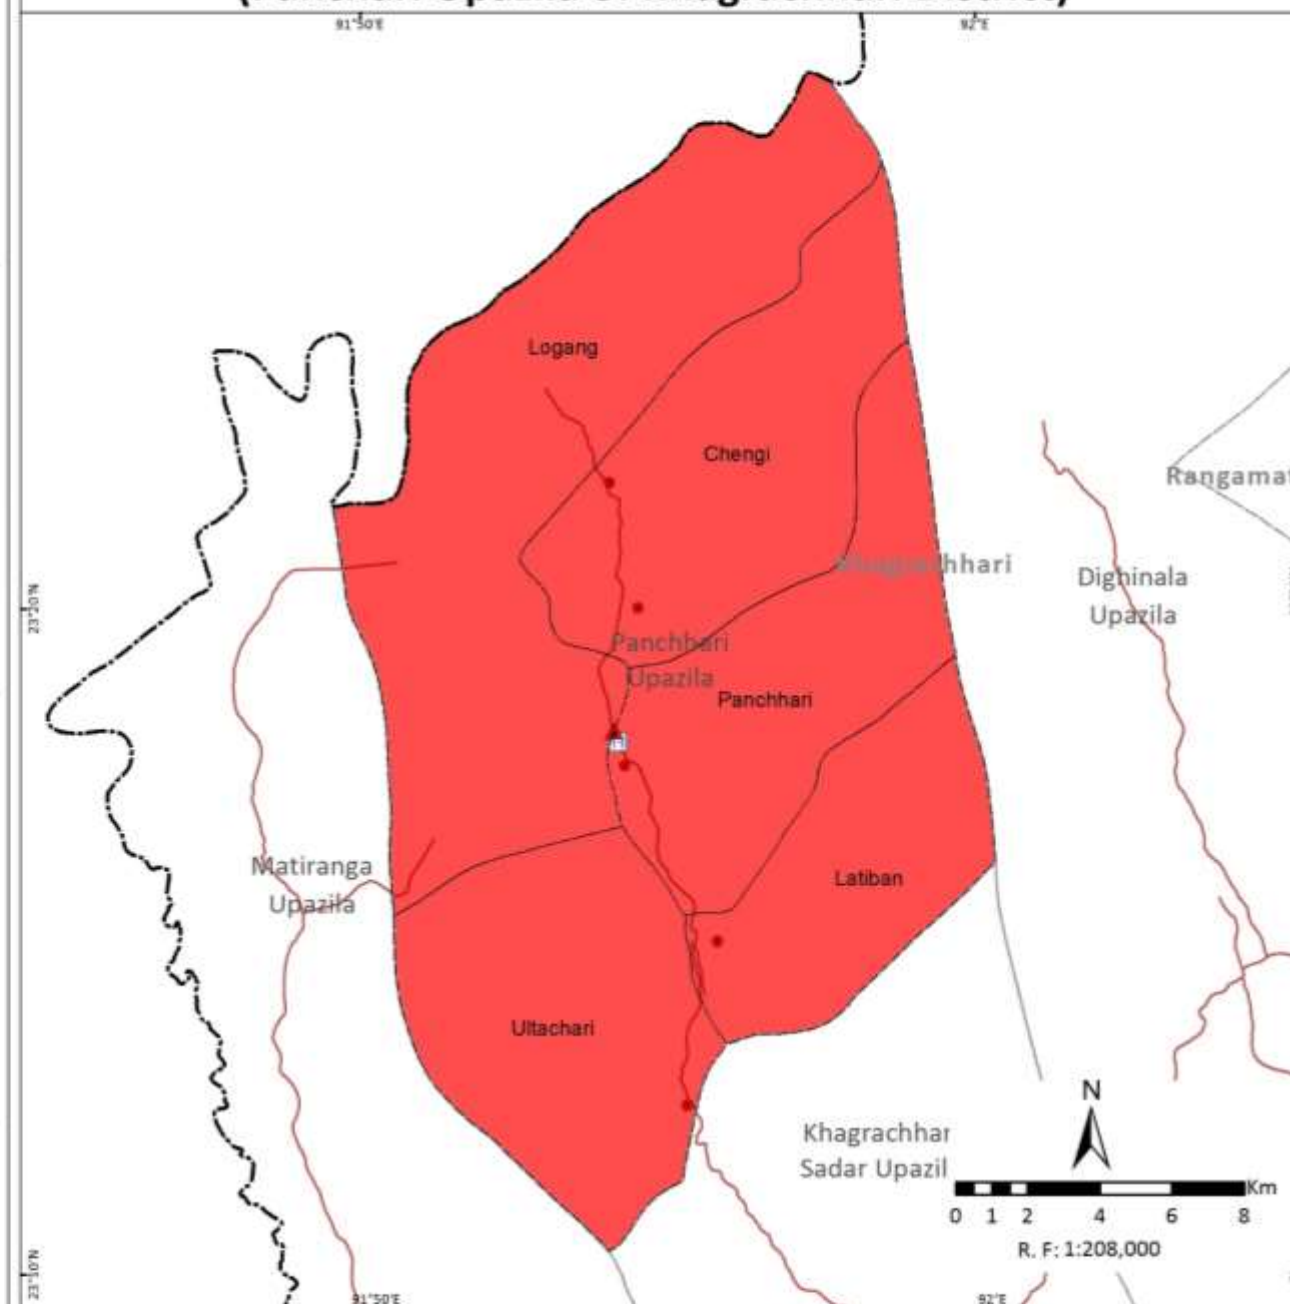 91°50'E
92°E
Logang
Chengi
Rangamat
Khagrachhari
Dighinala
Upazila
23°20'N
Panchhari
Upazila
Panchhari
Matiranga
Upazila
Latiban
Ultachari
N
Khagrachhar
Sadar Upazil
Km
0 1 2 4 6 8
R. F: 1:208,000
23°10'N
91°50'E
92°E